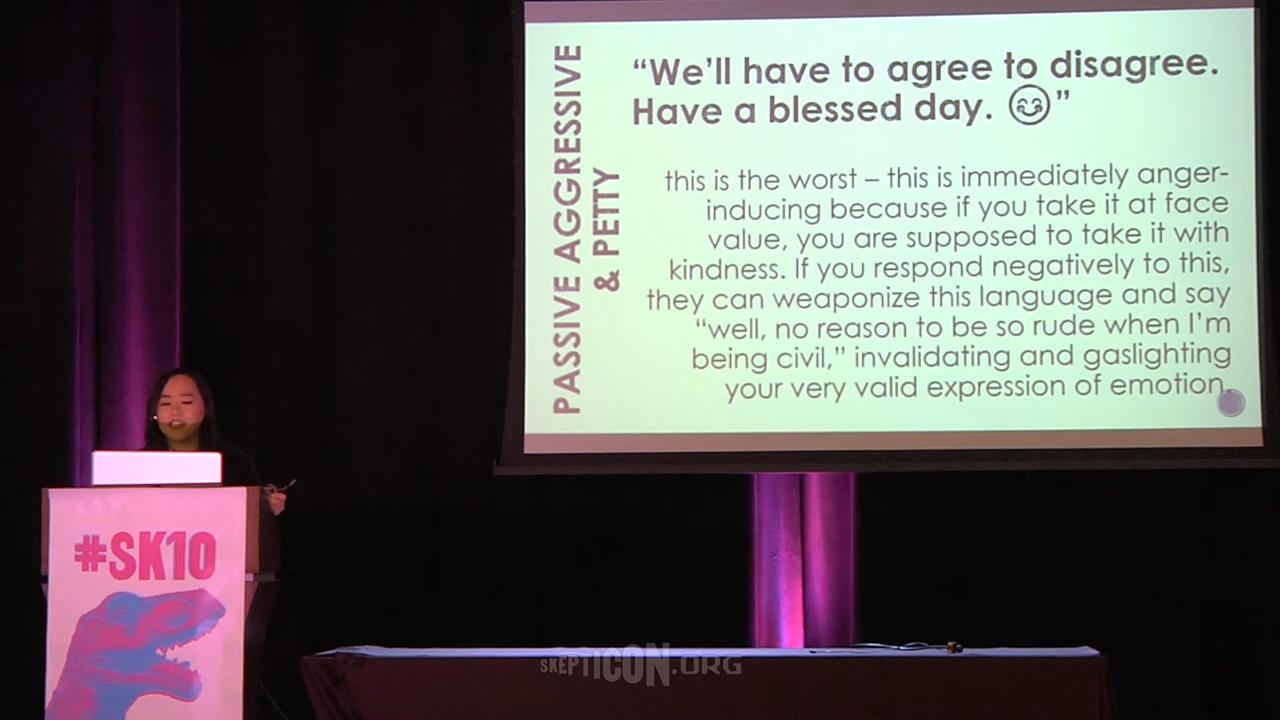 PASSIVE AGGRESSIVE
& PETTY
“We’ll have to agree to disagree.
Have a blessed day. 😊”
this is the worst – this is immediately anger-
inducing because if you take it at face
value, you are supposed to take it with
kindness. If you respond negatively to this,
they can weaponize this language and say
“well, no reason to be so rude when I’m
being civil,” invalidating and gaslighting
your very valid expression of emotion.
#SK10
SKEPTICON.ORG